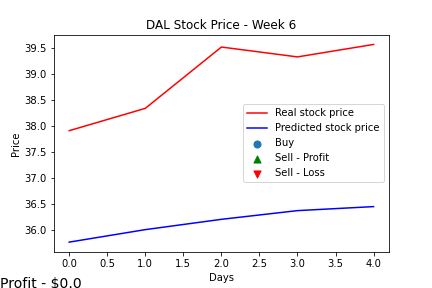 DAL Stock Price - Week 6
39.5
39.0
38.5
38.0
37.5
37.0
36.5
36.0
Price
Real stock price
Predicted stock price
Buy
Sell - Profit
Sell - Loss
0.0 0.5 1.0 1.5 2.0 2.5 3.0 3.5 4.0
Days
Profit - $0.0